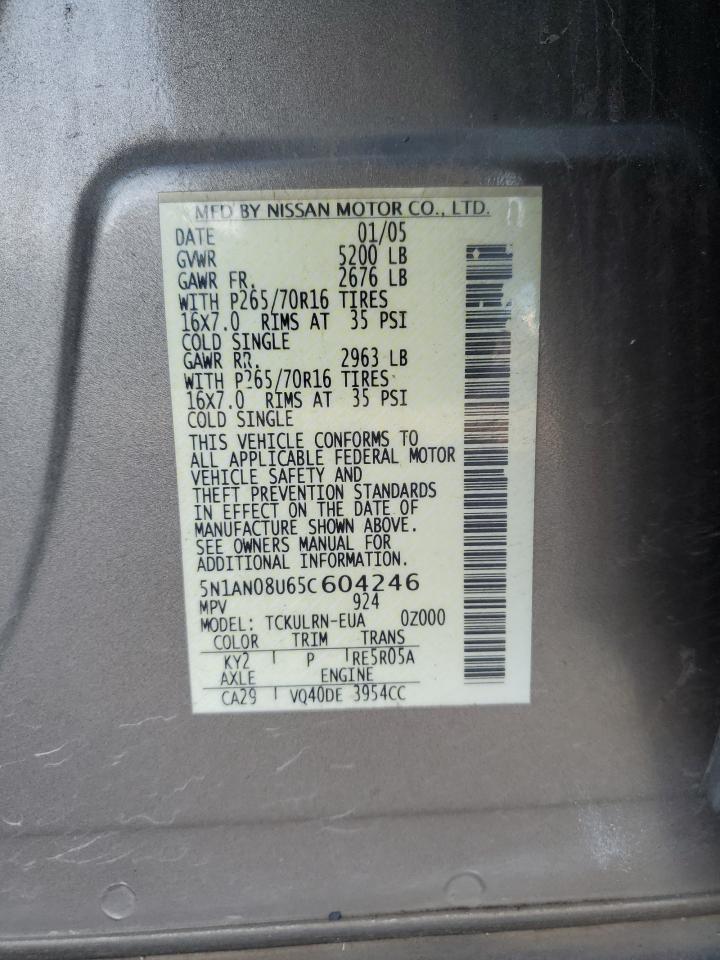 MFD BY NISSAN MOTOR CO., LTD.
DATE 01/05
GVWR 5200 LB
GAWR FR. 2676 LB
WITH P265/70R16 TIRES
16X7.0 RIMS AT 35 PSI
COLD SINGLE
GAWR RR. 2963 LB
WITH P265/70R16 TIRES
16X7.0 RIMS AT 35 PSI
COLD SINGLE
THIS VEHICLE CONFORMS TO
ALL APPLICABLE FEDERAL MOTOR
VEHICLE SAFETY AND
THEFT PREVENTION STANDARDS
IN EFFECT ON THE DATE OF
MANUFACTURE SHOWN ABOVE.
SEE OWNERS MANUAL FOR
ADDITIONAL INFORMATION.
5N1AN08U65C604246
MPV 924
MODEL: TCKULRN-EUA 0Z000
COLOR TRIM TRANS
KY2 P RE5R05A
AXLE ENGINE
CA29 VQ40DE 3954CC